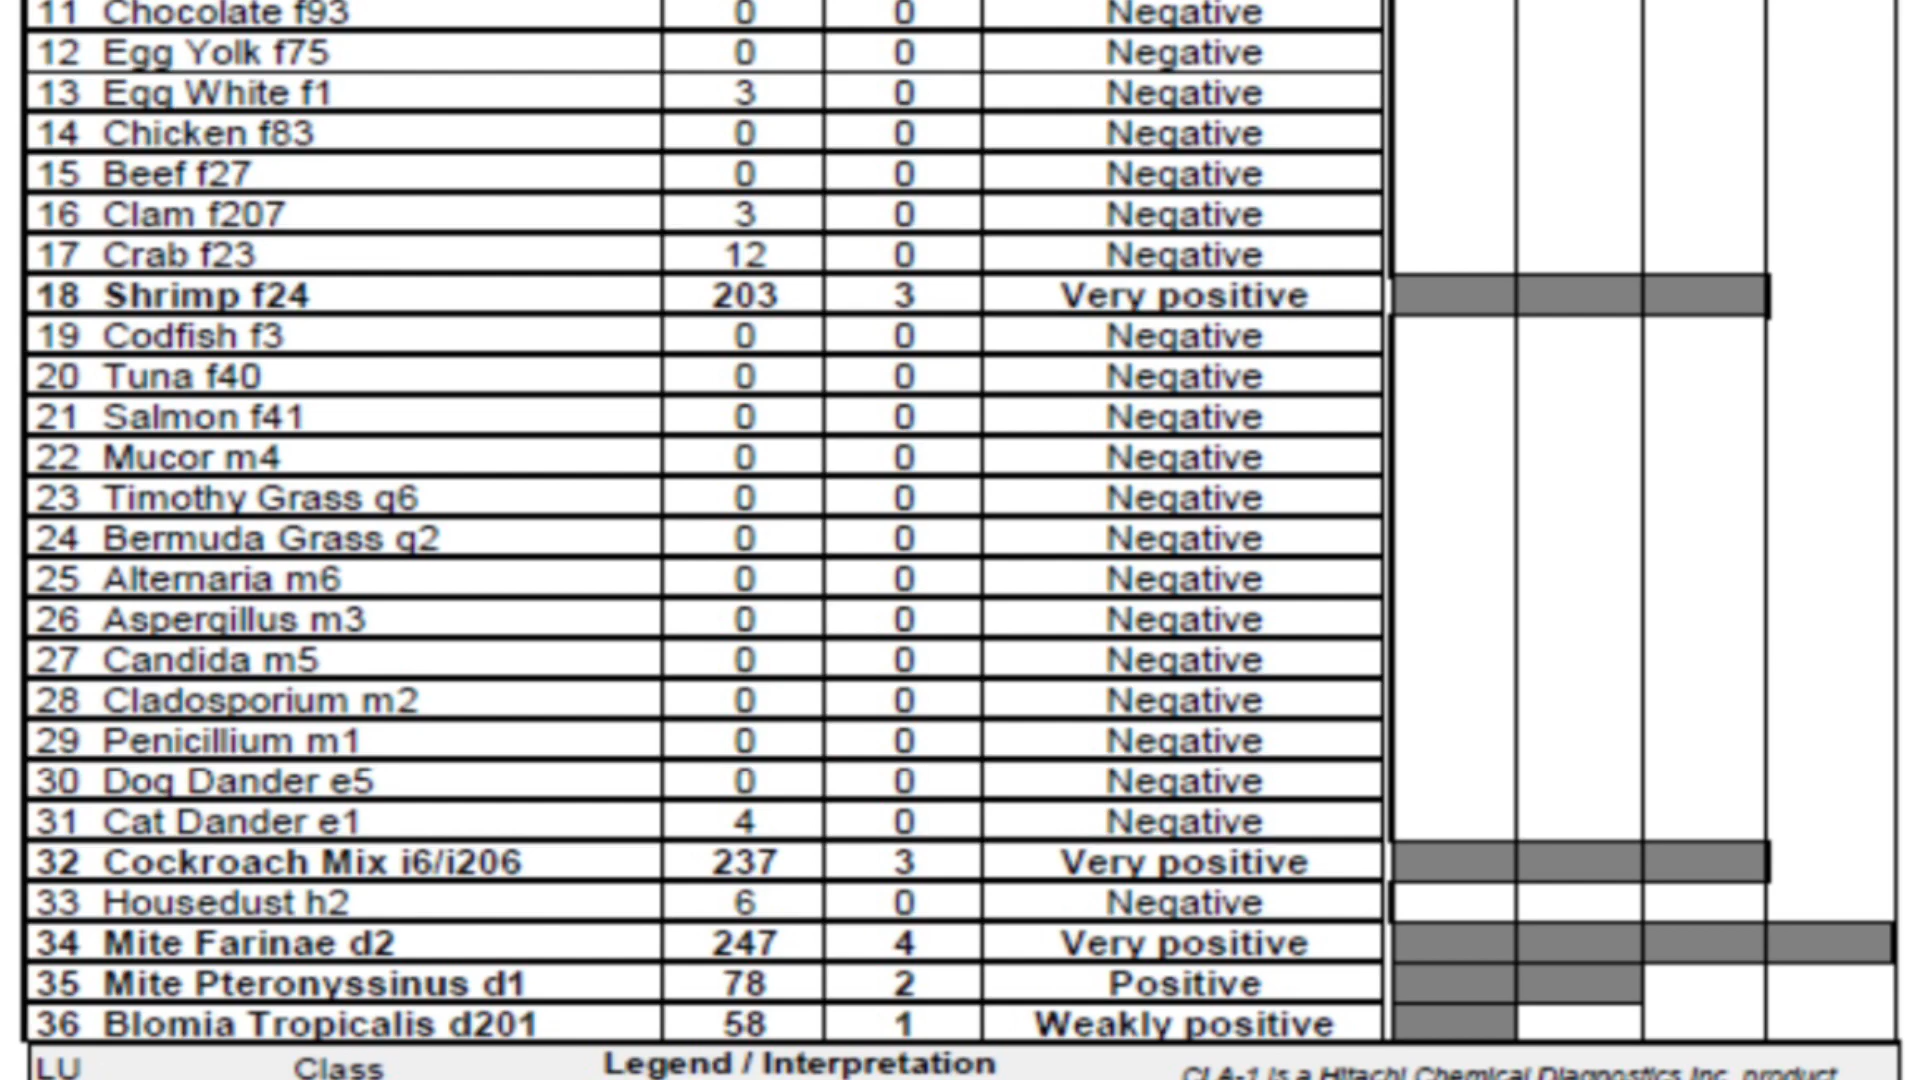 11 Chocolate f93 0 0 Negative
12 Egg Yolk f75 0 0 Negative
13 Egg White f1 3 0 Negative
14 Chicken f83 0 0 Negative
15 Beef f27 0 0 Negative
16 Clam f207 3 0 Negative
17 Crab f23 12 0 Negative
18 Shrimp f24 203 3 Very positive
19 Codfish f3 0 0 Negative
20 Tuna f40 0 0 Negative
21 Salmon f41 0 0 Negative
22 Mucor m4 0 0 Negative
23 Timothy Grass g6 0 0 Negative
24 Bermuda Grass g2 0 0 Negative
25 Alternaria m6 0 0 Negative
26 Aspergillus m3 0 0 Negative
27 Candida m5 0 0 Negative
28 Cladosporium m2 0 0 Negative
29 Penicillium m1 0 0 Negative
30 Dog Dander e5 0 0 Negative
31 Cat Dander e1 4 0 Negative
32 Cockroach Mix i6/i206 237 3 Very positive
33 Housedust h2 6 0 Negative
34 Mite Farinae d2 247 4 Very positive
35 Mite Pteronyssinus d1 78 2 Positive
36 Blomia Tropicalis d201 58 1 Weakly positive
LU Class Legend / Interpretation CLA-1 is a Hitachi Chemical Diagnostics Inc. product